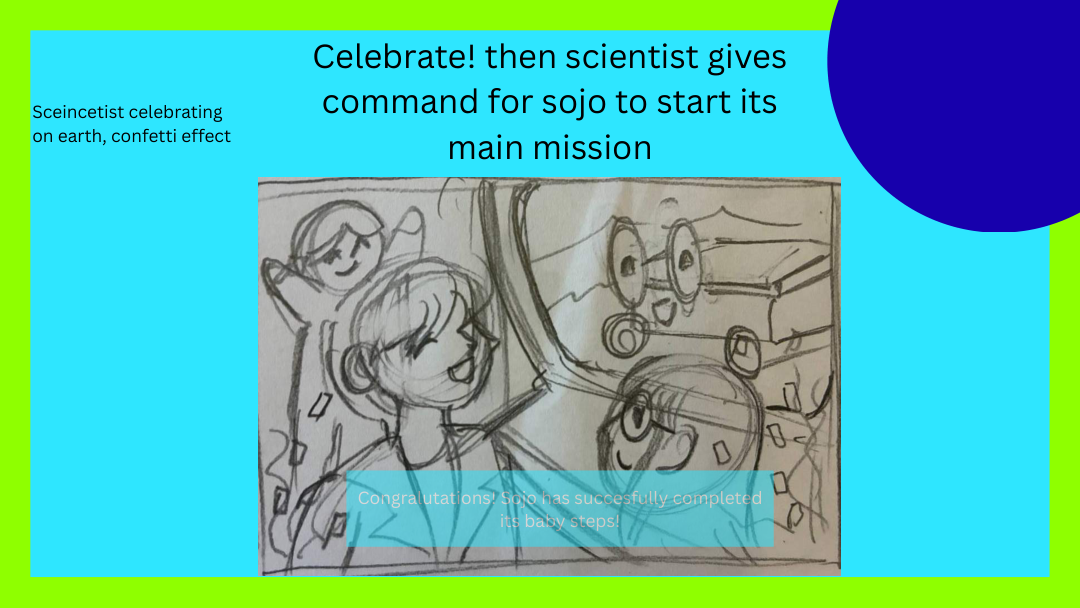 Celebrate! then scientist gives
command for sojo to start its
main mission
Sceincetist celebrating
on earth, confetti effect
Congralutations! Sojo has succesfully completed
its baby steps!